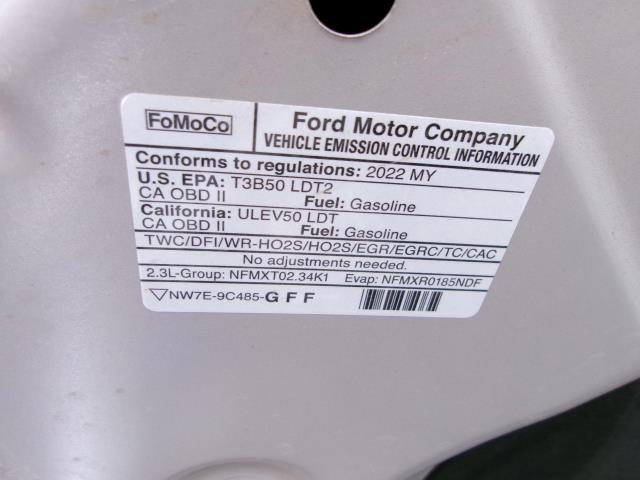 FoMoCo
Ford Motor Company
VEHICLE EMISSION CONTROL INFORMATION
Conforms to regulations: 2022 MY
U.S. EPA: T3B50 LDT2
CA OBD II Fuel: Gasoline
California: ULEV50 LDT
CA OBD II Fuel: Gasoline
TWC/DFI/WR-HO2S/HO2S/EGR/EGRC/TC/CAC
No adjustments needed.
2.3L-Group: NFMXT02.34K1 Evap: NFMXR0185NDF
NW7E-9C485-GFF